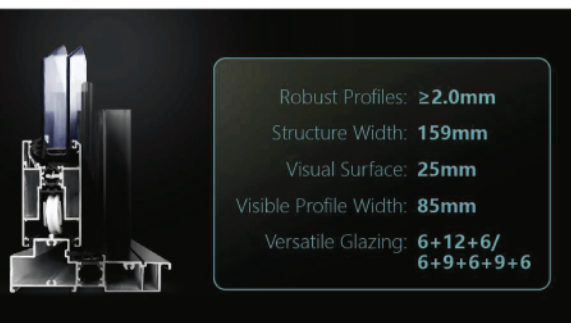 Robust Profiles: ≥2.0mm
Structure Width: 159mm
Visual Surface: 25mm
Visible Profile Width: 85mm
Versatile Glazing: 6+12+6/
6+9+6+9+6